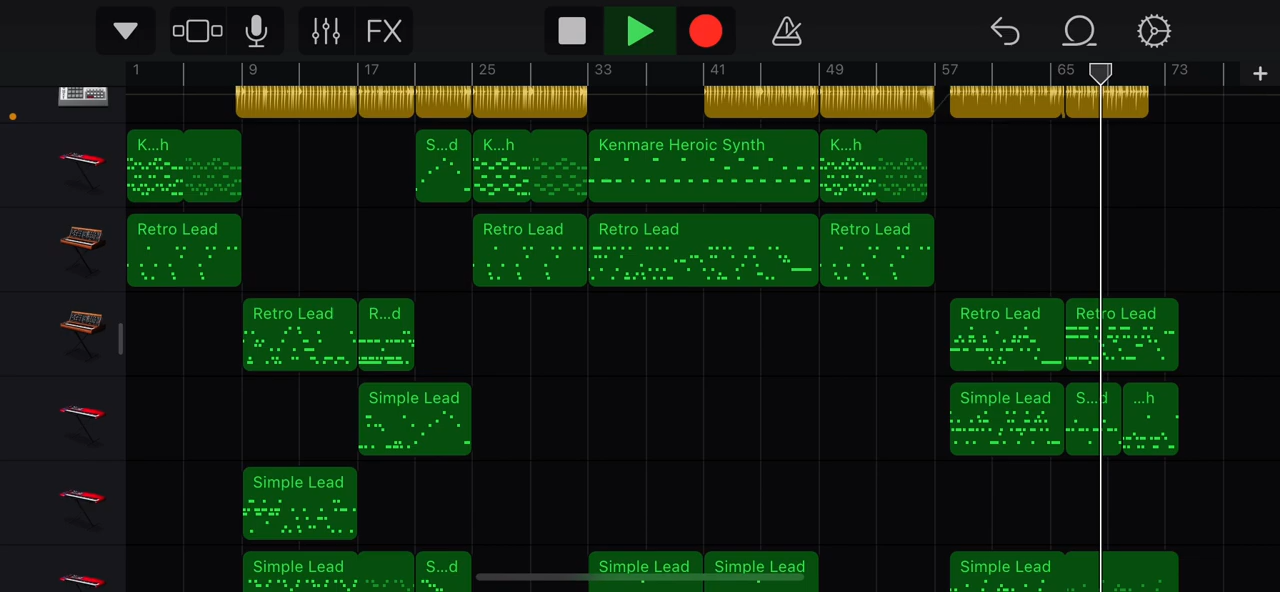 FX
1 9 17 25 33 41 49 57 65 73
K...h S...d K...h Kenmare Heroic Synth K...h
Retro Lead Retro Lead Retro Lead Retro Lead
Retro Lead R...d Retro Lead Retro Lead
Simple Lead Simple Lead S...d ...h
Simple Lead
Simple Lead S...d Simple Lead Simple Lead Simple Lead